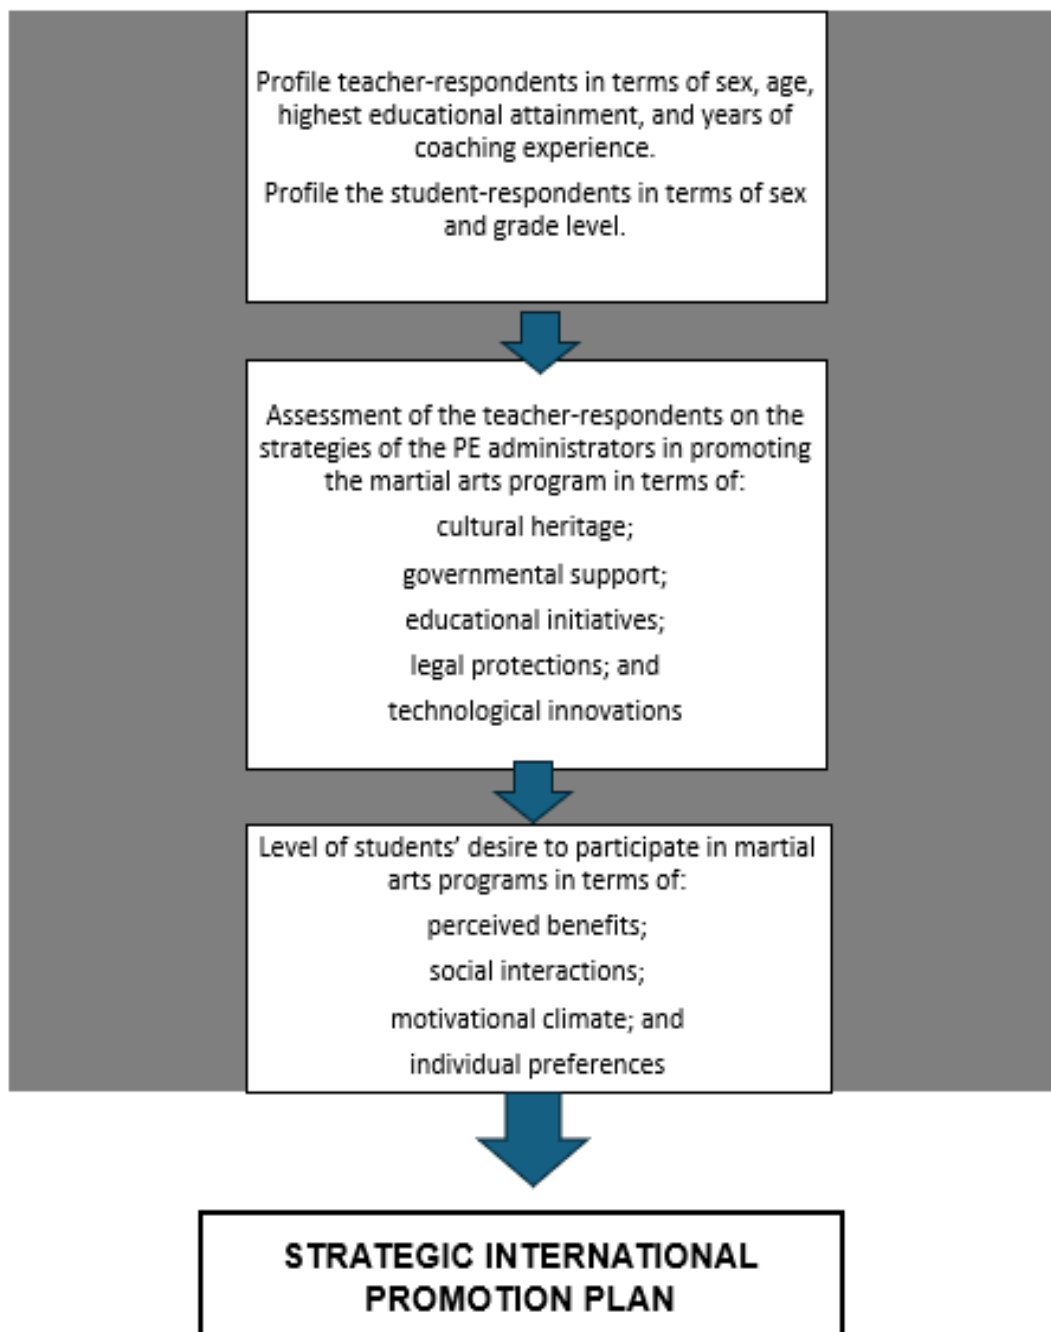 Profile teacher-respondents in terms of sex, age,
highest educational attainment, and years of
coaching experience.
Profile the student-respondents in terms of sex
and grade level.
Assessment of the teacher-respondents on the
strategies of the PE administrators in promoting
the martial arts program in terms of:
cultural heritage;
governmental support;
educational initiatives;
legal protections; and
technological innovations
Level of students’ desire to participate in martial
arts programs in terms of:
perceived benefits;
social interactions;
motivational climate; and
individual preferences
STRATEGIC INTERNATIONAL
PROMOTION PLAN